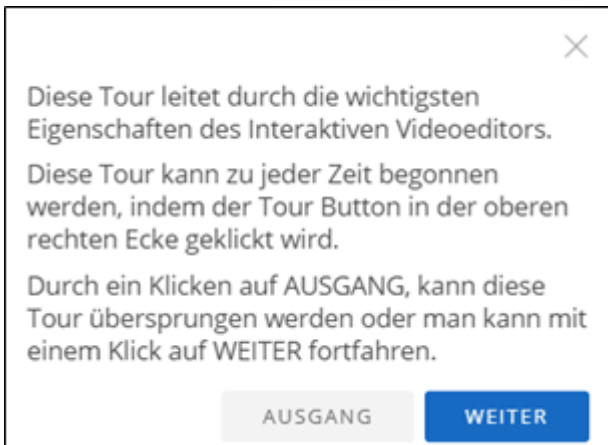 Diese Tour leitet durch die wichtigsten
Eigenschaften des Interaktiven Videoeditors.
Diese Tour kann zu jeder Zeit begonnen
werden, indem der Tour Button in der oberen
rechten Ecke geklickt wird.
Durch ein Klicken auf AUSGANG, kann diese
Tour übersprungen werden oder man kann mit
einem Klick auf WEITER fortfahren.
AUSGANG
WEITER